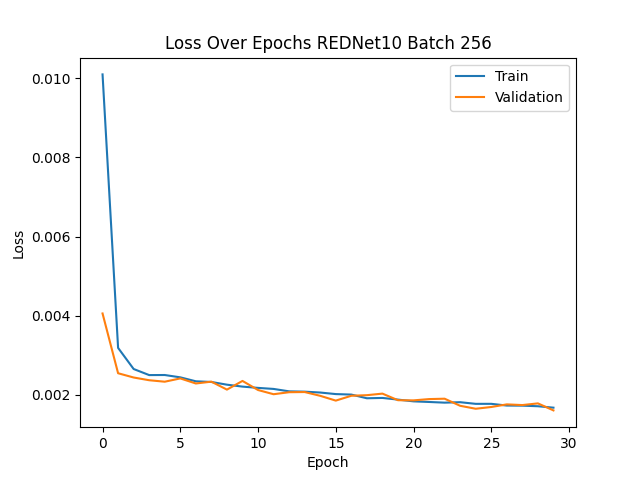 Loss Over Epochs REDNet10 Batch 256
Train
Validation
0.010
0.008
0.006
0.004
0.002
Loss
0 5 10 15 20 25 30
Epoch